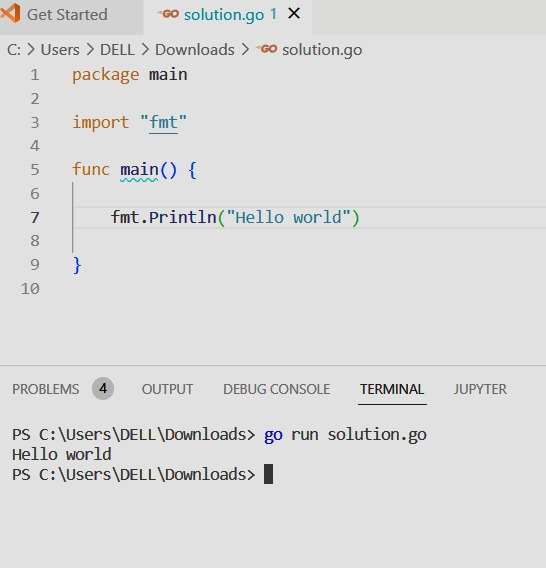 Get Started
solution.go 1
C: > Users > DELL > Downloads > solution.go
1 package main
2
3 import "fmt"
4
5 func main() {
6
7 fmt.Println("Hello world")
8
9 }
10
PROBLEMS 4 OUTPUT DEBUG CONSOLE TERMINAL JUPYTER
PS C:\Users\DELL\Downloads> go run solution.go
Hello world
PS C:\Users\DELL\Downloads>